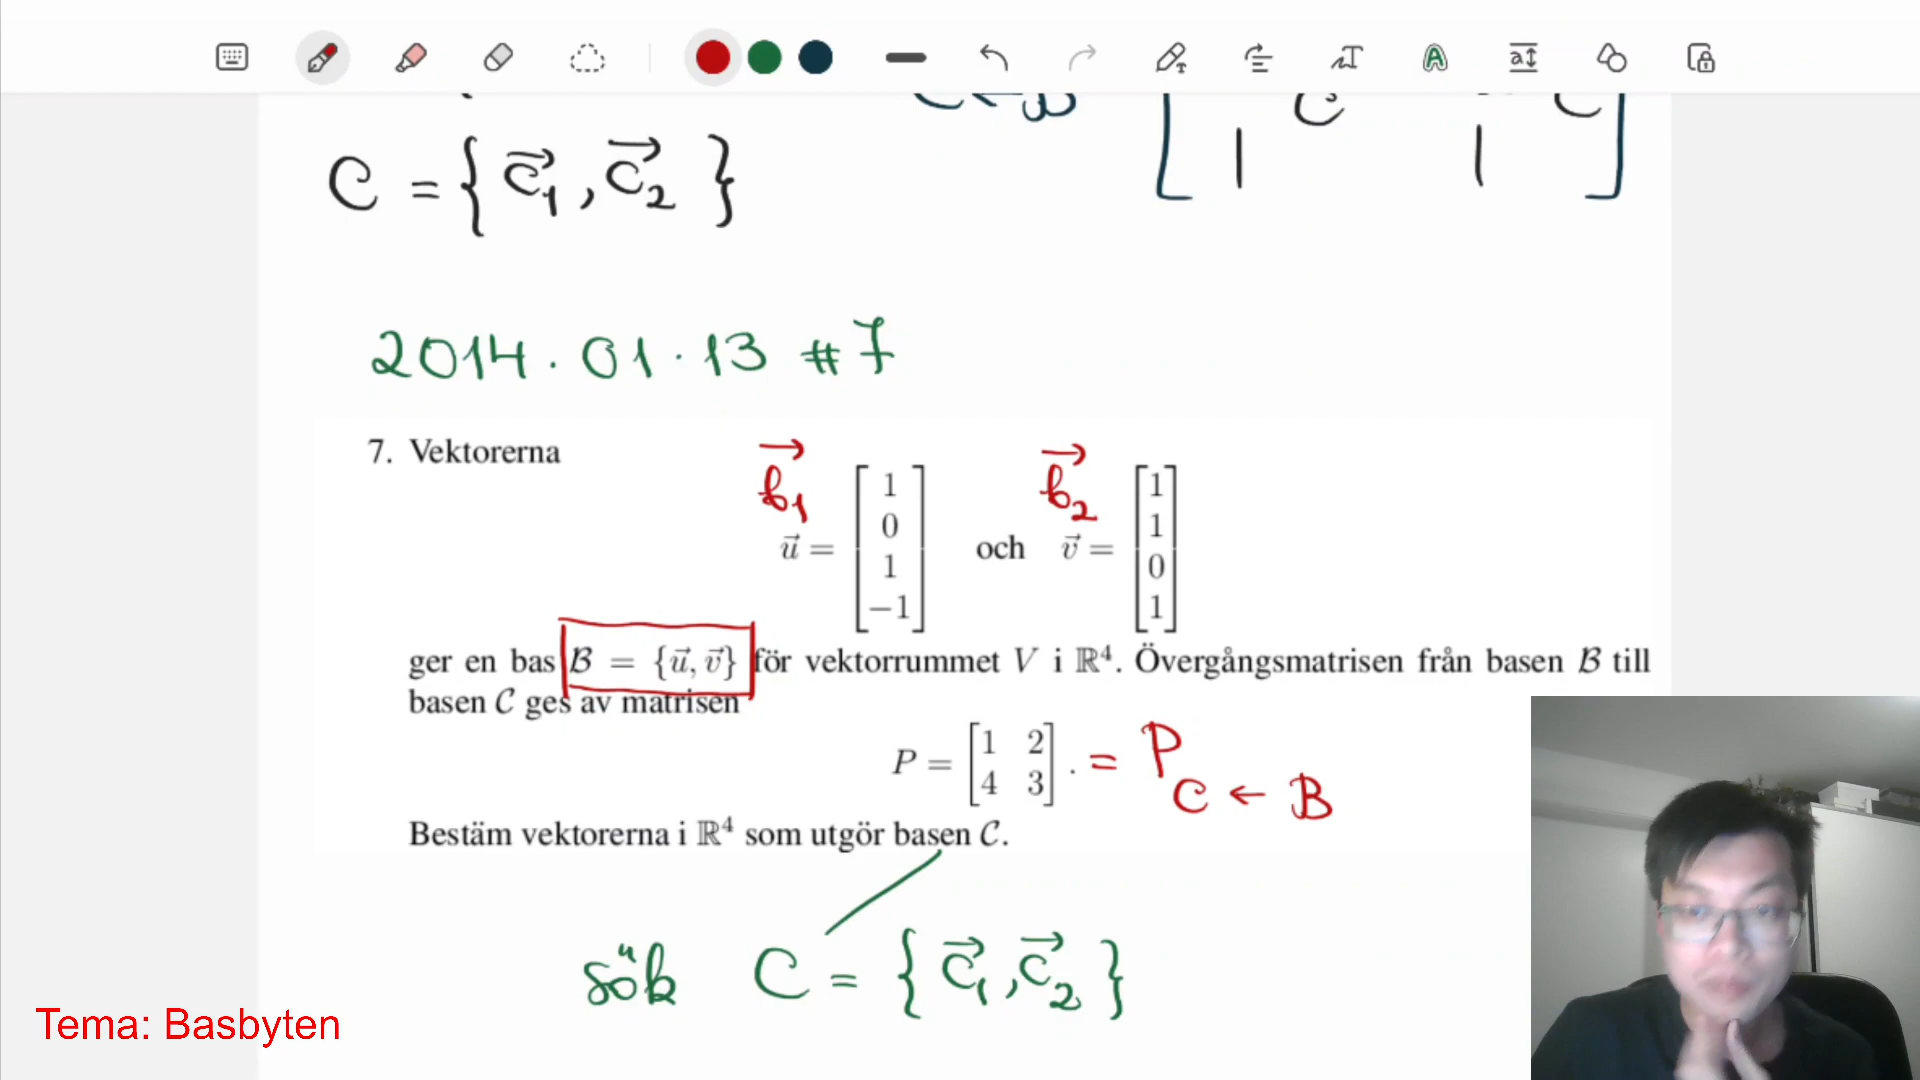 C ← B
C  C
C = {c⃗₁, c⃗₂}
2014.01.13 #7
7. Vektorerna
b⃗₁ b⃗₂
u⃗ = [1 0 1 −1] och v⃗ = [1 1 0 1]
ger en bas B = {u⃗, v⃗} för vektorrummet V i ℝ⁴. Övergångsmatrisen från basen B till
basen C ges av matrisen
P = [1 2 4 3]. = P C ← B
Bestäm vektorerna i ℝ⁴ som utgör basen C.
sök C = {c⃗₁, c⃗₂}
Tema: Basbyten